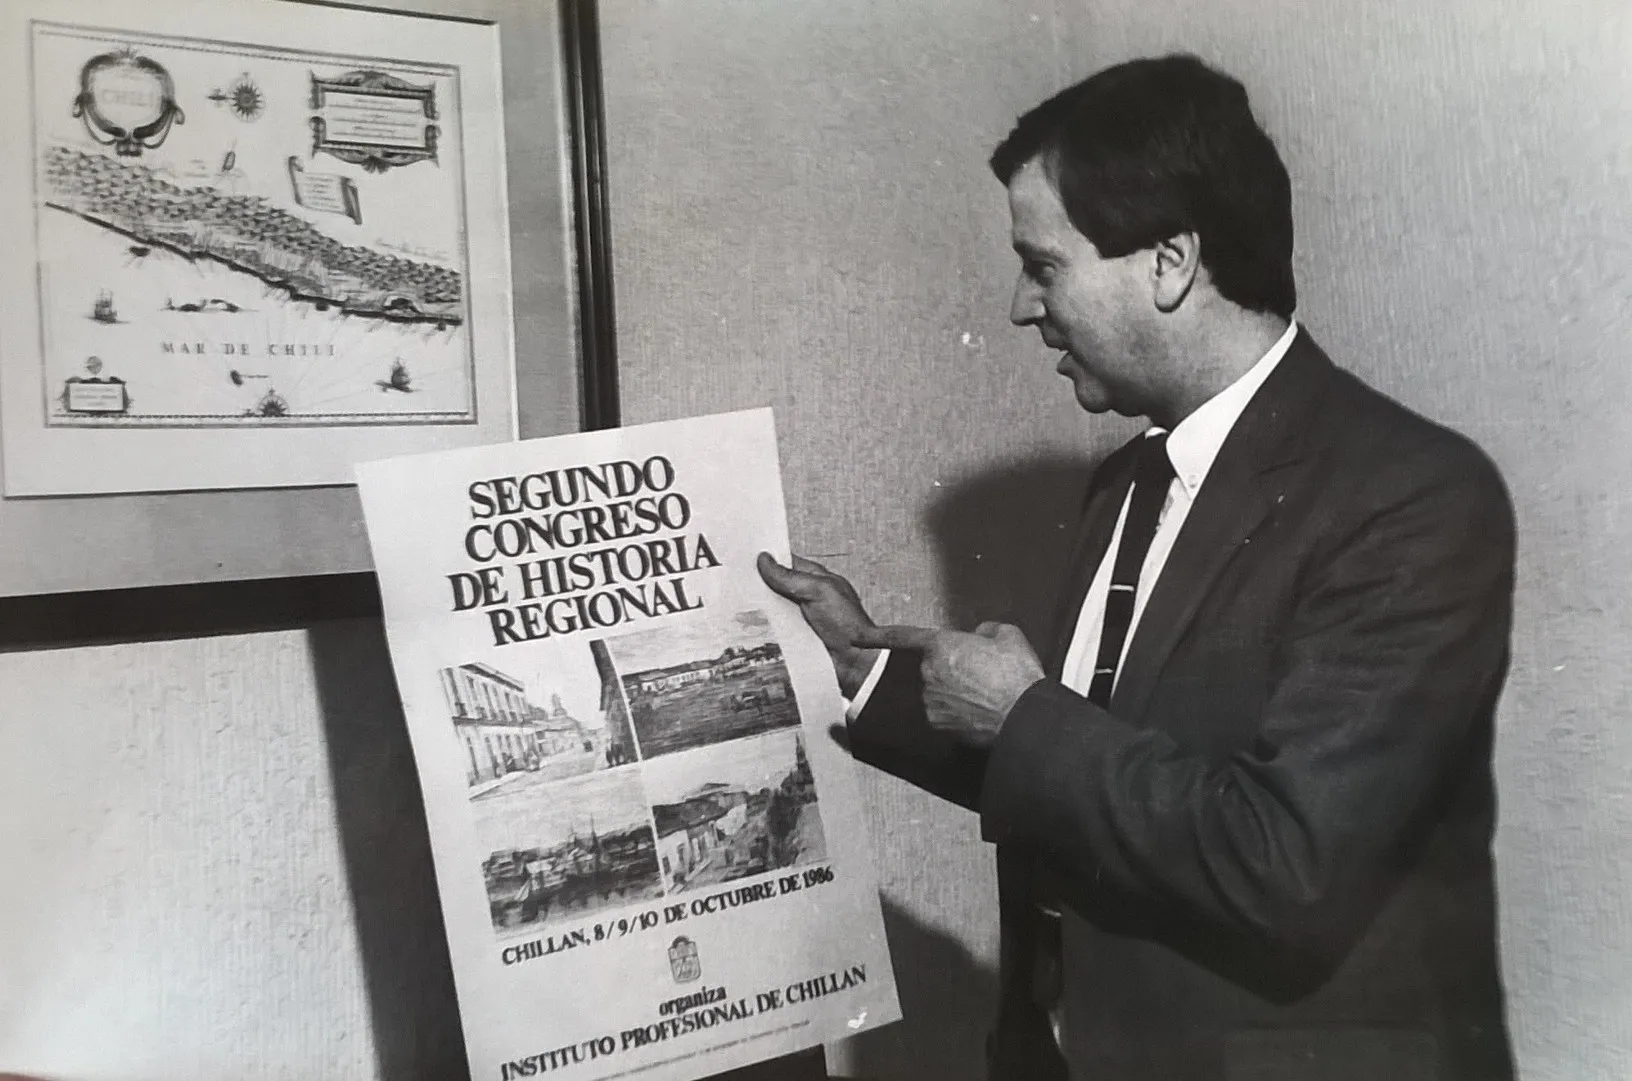 CHILI
MAR DE CHILI
SEGUNDO
CONGRESO
DE HISTORIA
REGIONAL
CHILLAN, 8/9/10 DE OCTUBRE DE 1986
organiza
INSTITUTO PROFESIONAL DE CHILLAN